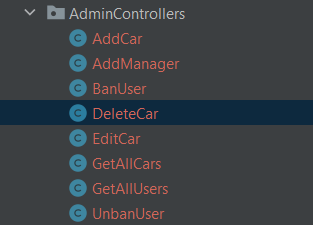 AdminControllers
AddCar
AddManager
BanUser
DeleteCar
EditCar
GetAllCars
GetAllUsers
UnbanUser